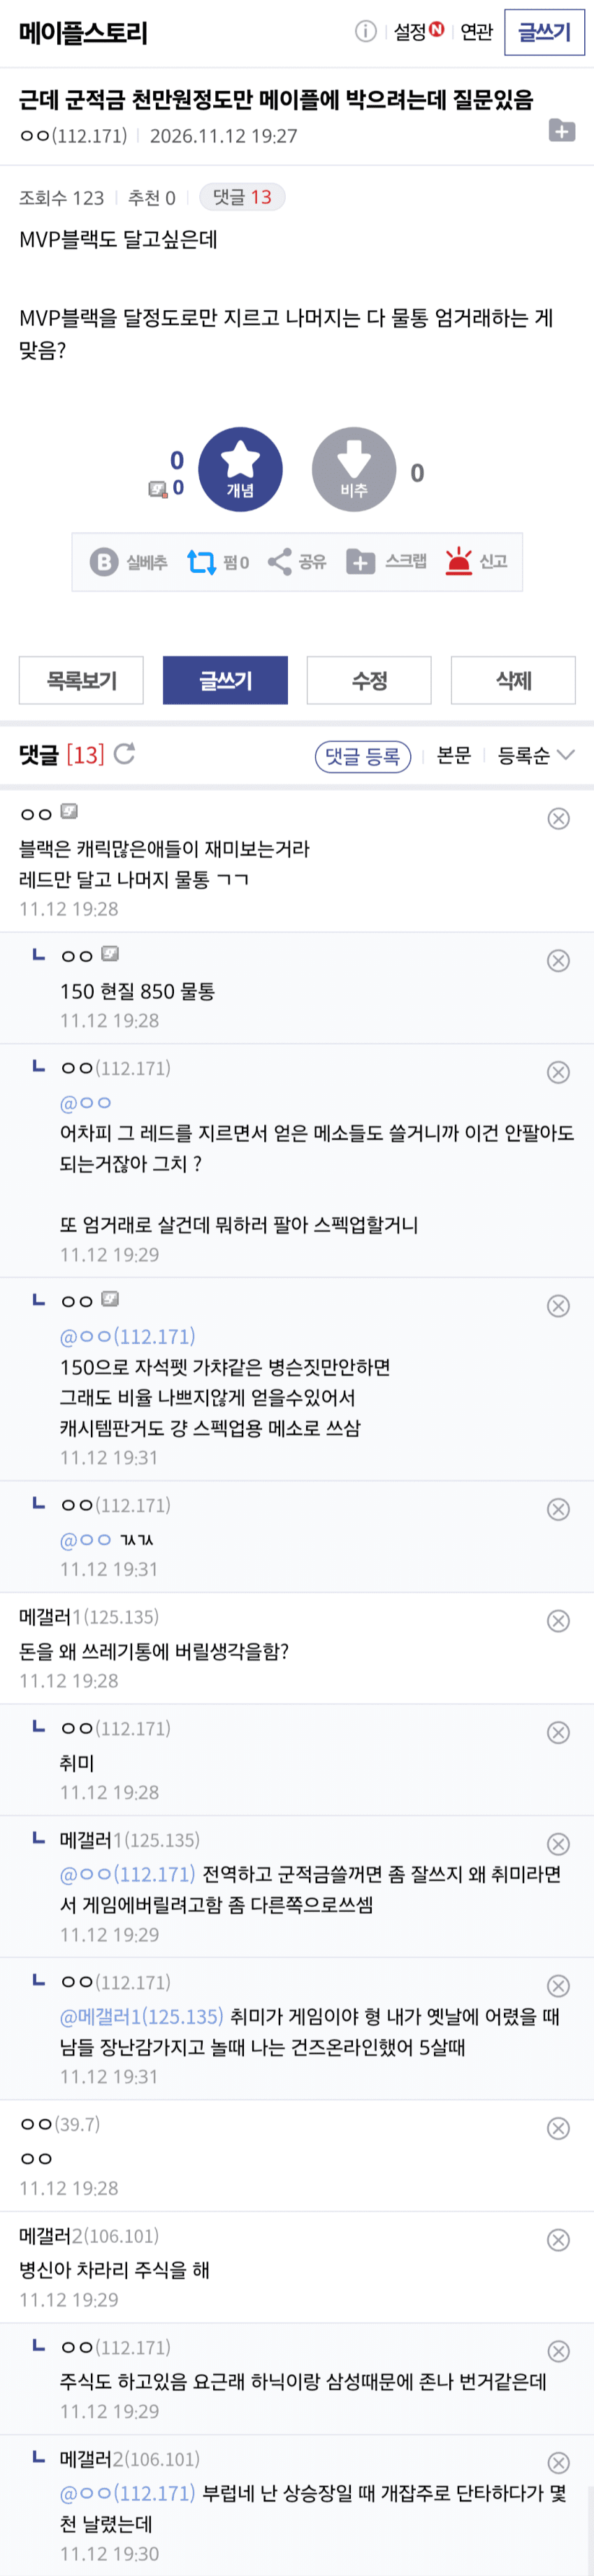 메이플스토리
설정 N 연관 글쓰기
근데 군적금 천만원정도만 메이플에 박으려는데 질문있음
ㅇㅇ(112.171) 2026.11.12 19:27
조회수 123 추천 0 댓글 13
MVP블랙도 달고싶은데
MVP블랙을 달정도로만 지르고 나머지는 다 물통 엄거래하는 게
맞음?
0
0
개념
비추
0
실베추 펌 0 공유 스크랩 신고
목록보기 글쓰기 수정 삭제
댓글 [13] 댓글 등록 본문 등록순
ㅇㅇ
블랙은 캐릭많은애들이 재미보는거라
레드만 달고 나머지 물통 ㄱㄱ
11.12 19:28
ㅇㅇ
150 현질 850 물통
11.12 19:28
ㅇㅇ(112.171)
@ㅇㅇ
어차피 그 레드를 지르면서 얻은 메소들도 쓸거니까 이건 안팔아도
되는거잖아 그치 ?
또 엄거래로 살건데 뭐하러 팔아 스펙업할거니
11.12 19:29
ㅇㅇ
@ㅇㅇ(112.171)
150으로 자석펫 가챠같은 병슨짓만안하면
그래도 비율 나쁘지않게 얻을수있어서
캐시템판거도 걍 스펙업용 메소로 쓰삼
11.12 19:31
ㅇㅇ(112.171)
@ㅇㅇ ㄳㄳ
11.12 19:31
메갤러1(125.135)
돈을 왜 쓰레기통에 버릴생각을함?
11.12 19:28
ㅇㅇ(112.171)
취미
11.12 19:28
메갤러1(125.135)
@ㅇㅇ(112.171) 전역하고 군적금쓸꺼면 좀 잘쓰지 왜 취미라면
서 게임에버릴려고함 좀 다른쪽으로쓰셈
11.12 19:29
ㅇㅇ(112.171)
@메갤러1(125.135) 취미가 게임이야 형 내가 옛날에 어렸을 때
남들 장난감가지고 놀때 나는 건즈온라인했어 5살때
11.12 19:31
ㅇㅇ(39.7)
ㅇㅇ
11.12 19:28
메갤러2(106.101)
병신아 차라리 주식을 해
11.12 19:29
ㅇㅇ(112.171)
주식도 하고있음 요근래 하닉이랑 삼성때문에 존나 번거같은데
11.12 19:29
메갤러2(106.101)
@ㅇㅇ(112.171) 부럽네 난 상승장일 때 개잡주로 단타하다가 몇
천 날렸는데
11.12 19:30